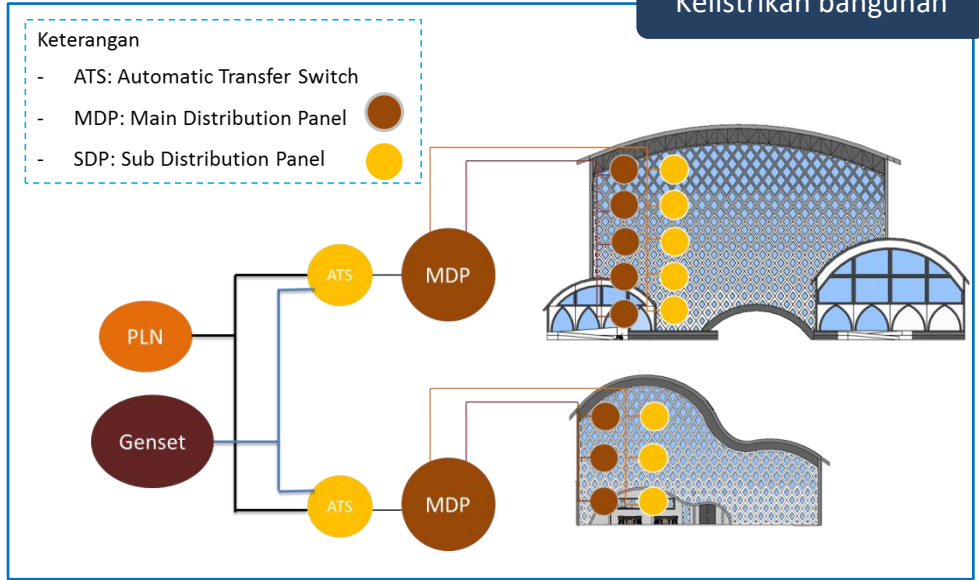 Kelistrikan bangunan
Keterangan
- ATS: Automatic Transfer Switch
- MDP: Main Distribution Panel
- SDP: Sub Distribution Panel
ATS
MDP
PLN
Genset
ATS
MDP